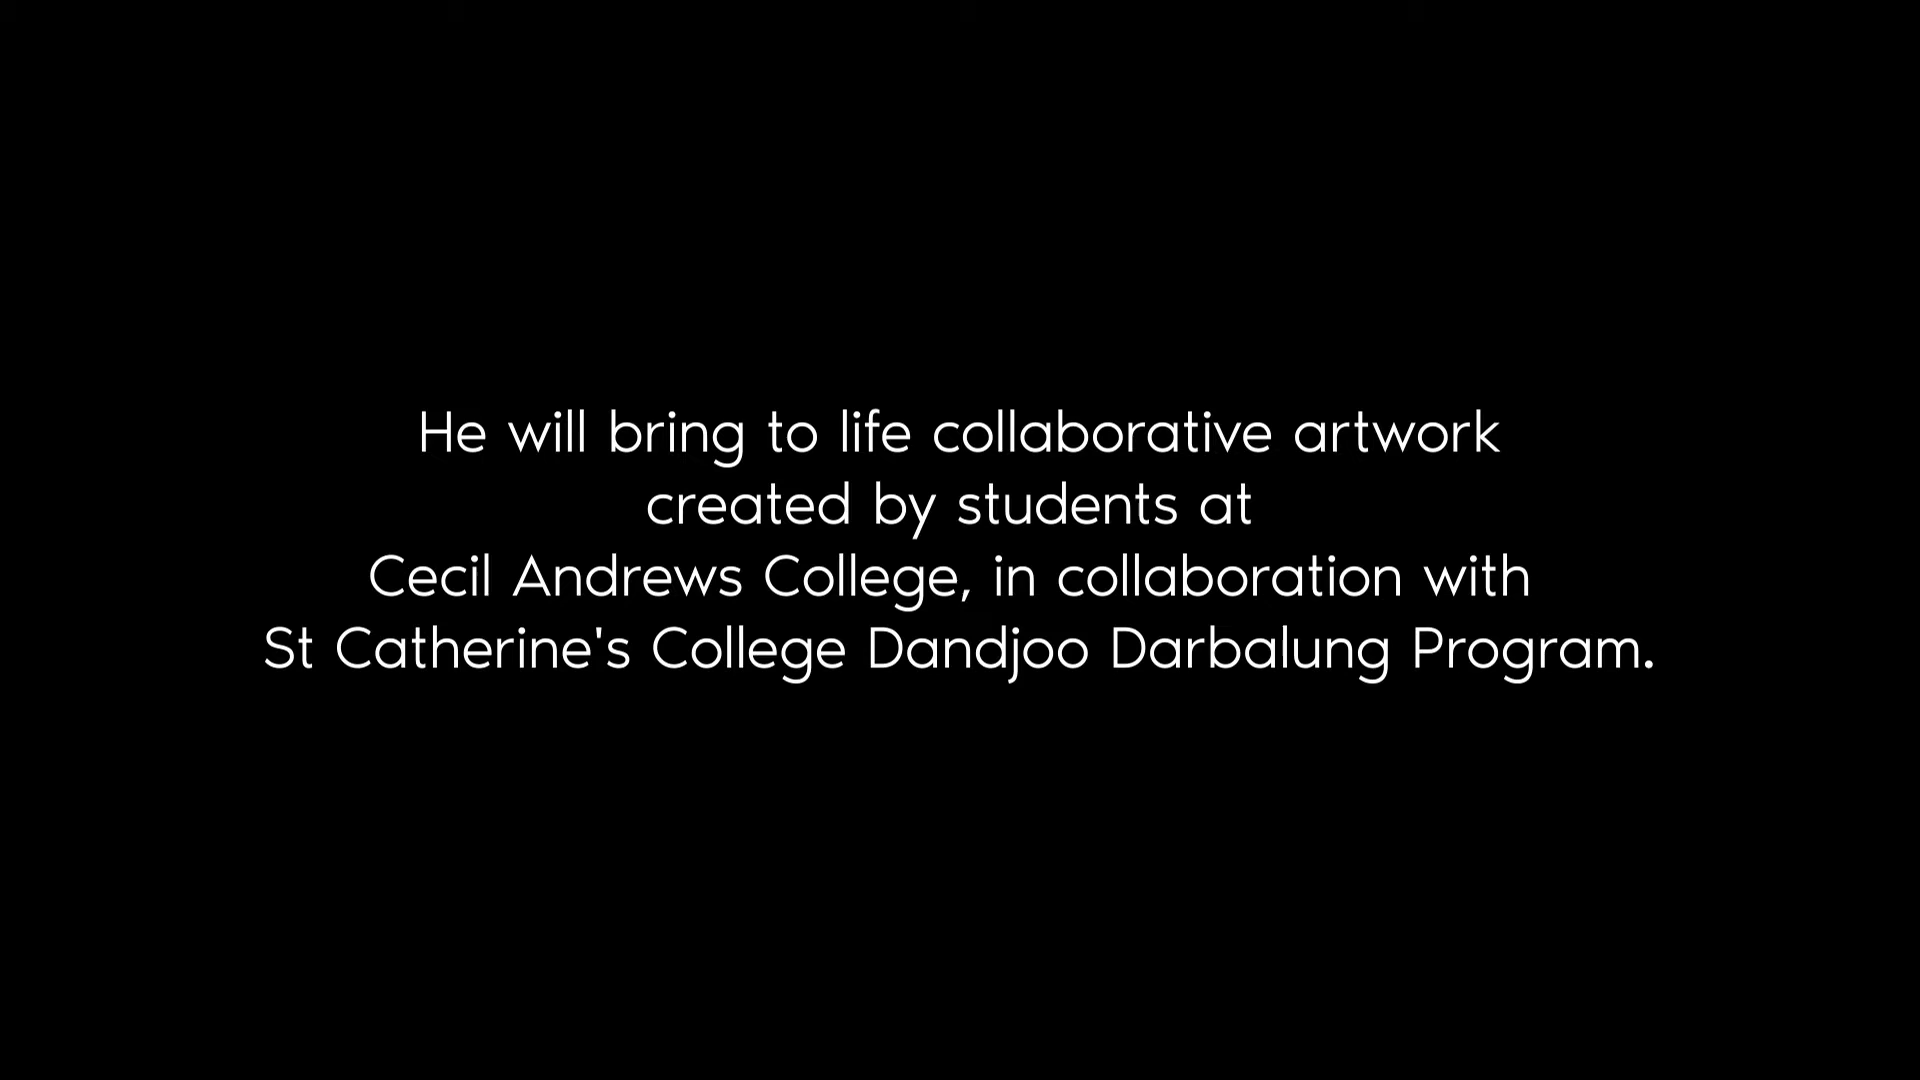 He will bring to life collaborative artwork
created by students at
Cecil Andrews College, in collaboration with
St Catherine's College Dandjoo Darbalung Program.